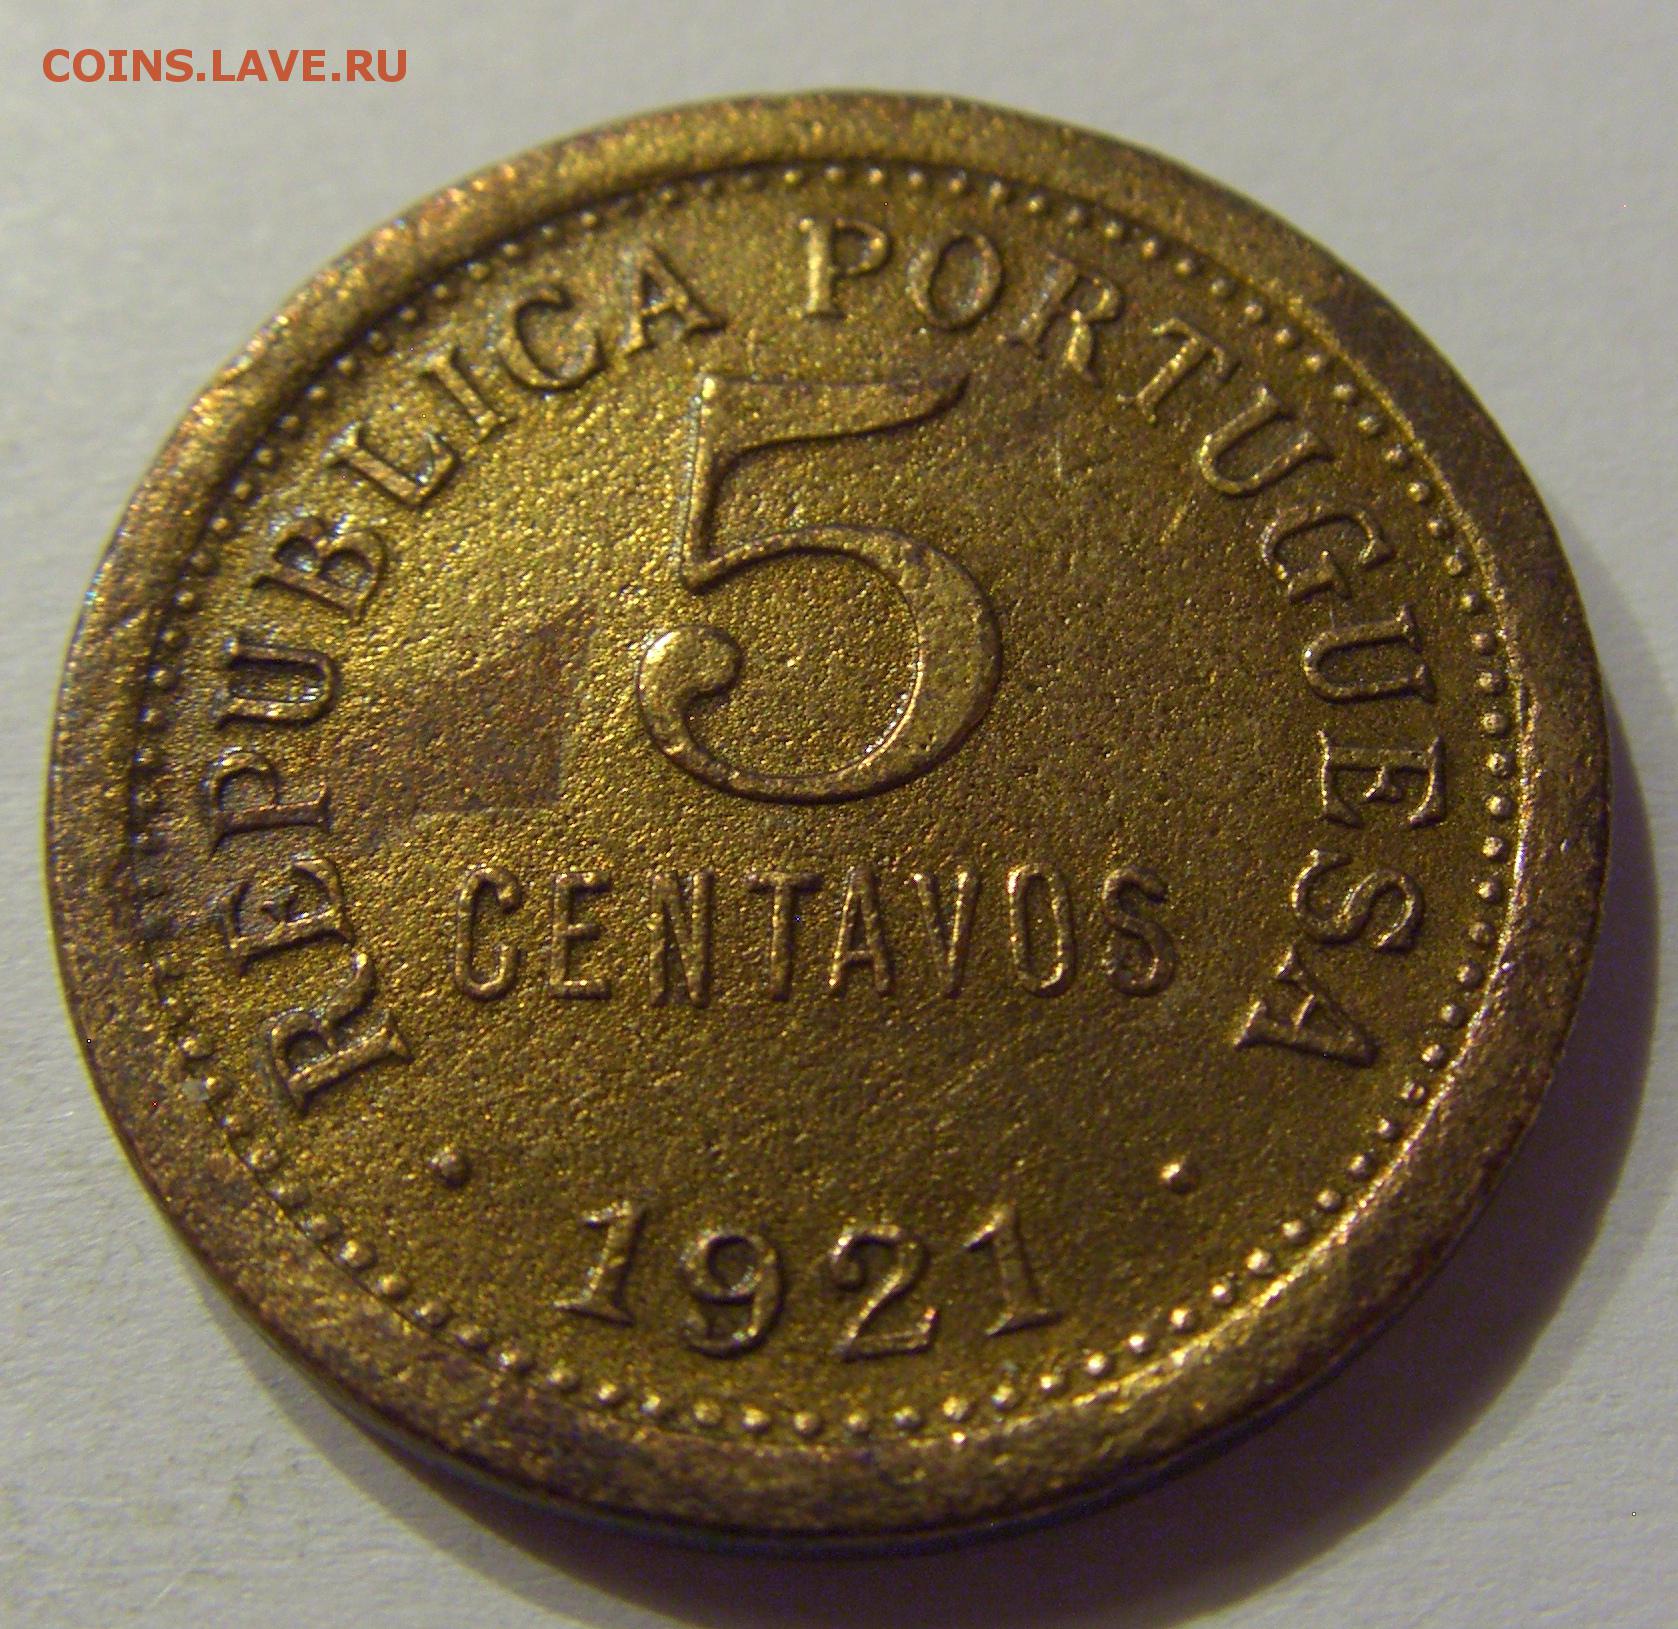 COINS.LAVE.RU
REPUBLICA PORTUGUESA
5
CENTAVOS
· 1921 ·